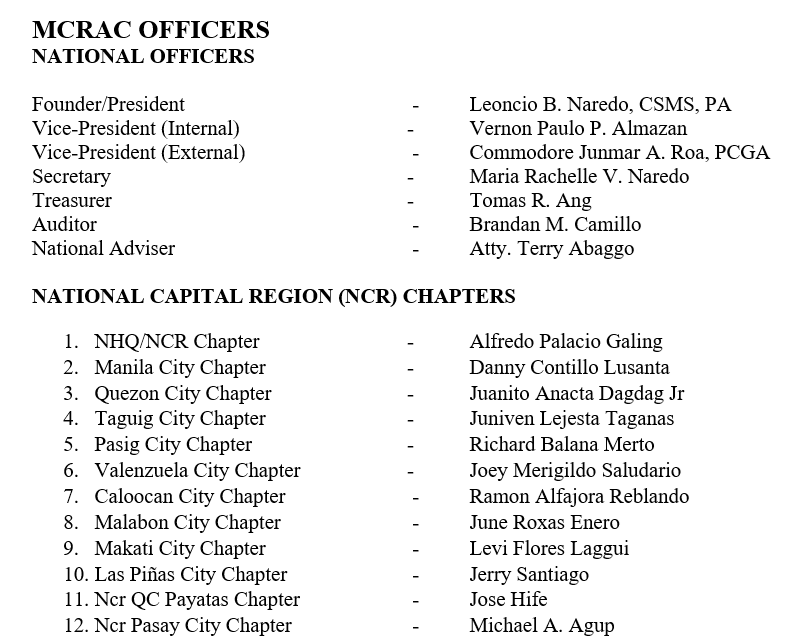 MCRAC OFFICERS
NATIONAL OFFICERS
Founder/President - Leoncio B. Naredo, CSMS, PA
Vice-President (Internal) - Vernon Paulo P. Almazan
Vice-President (External) - Commodore Junmar A. Roa, PCGA
Secretary - Maria Rachelle V. Naredo
Treasurer - Tomas R. Ang
Auditor - Brandan M. Camillo
National Adviser - Atty. Terry Abaggo
NATIONAL CAPITAL REGION (NCR) CHAPTERS
1. NHQ/NCR Chapter - Alfredo Palacio Galing
2. Manila City Chapter - Danny Contillo Lusanta
3. Quezon City Chapter - Juanito Anacta Dagdag Jr
4. Taguig City Chapter - Juniven Lejesta Taganas
5. Pasig City Chapter - Richard Balana Merto
6. Valenzuela City Chapter - Joey Merigildo Saludario
7. Caloocan City Chapter - Ramon Alfajora Reblando
8. Malabon City Chapter - June Roxas Enero
9. Makati City Chapter - Levi Flores Laggui
10. Las Piñas City Chapter - Jerry Santiago
11. Ncr QC Payatas Chapter - Jose Hife
12. Ncr Pasay City Chapter - Michael A. Agup